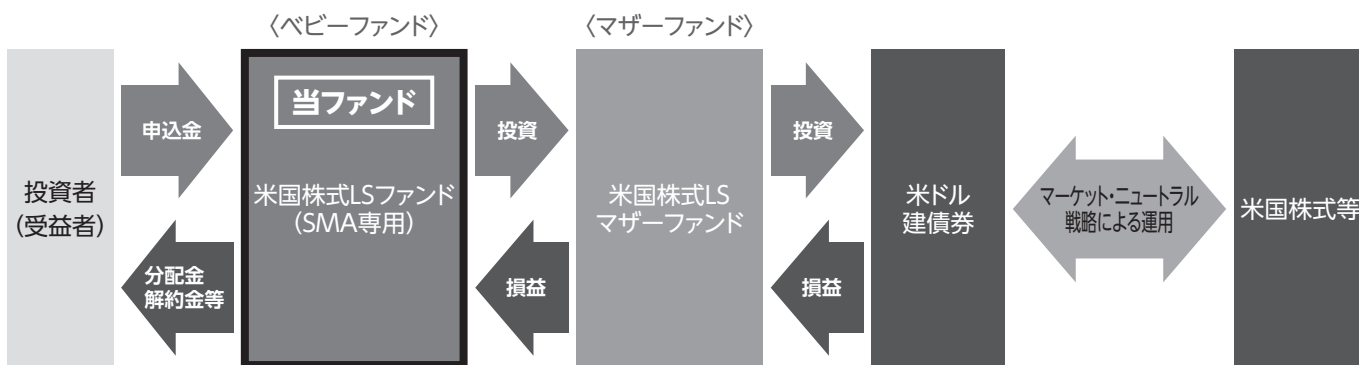 〈ベビーファンド〉
〈マザーファンド〉
投資者
(受益者)
申込金
分配金
解約金等
当ファンド
米国株式LSファンド
(SMA専用)
投資
損益
米国株式LS
マザーファンド
投資
損益
米ドル
建債券
マーケット・ニュートラル
戦略による運用
米国株式等